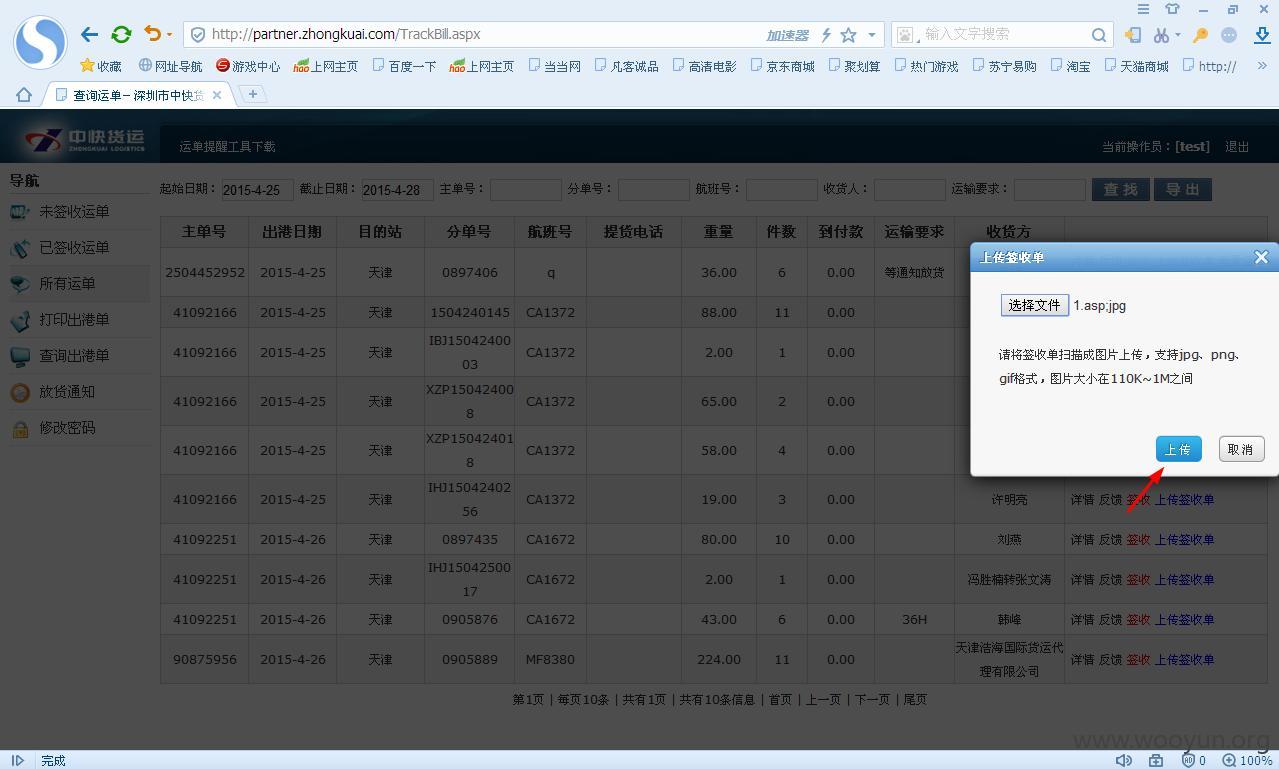 http://partner.zhongkuai.com/TrackBill.aspx 加速器 输入文字搜索
收藏 网址导航 游戏中心 hao 上网主页 百度一下 hao 上网主页 当当网 凡客诚品 高清电影 京东商城 聚划算 热门游戏 苏宁易购 淘宝 天猫商城 http:// »
查询运单 – 深圳市中快货
中快货运
ZHONGKUAI LOGISTICS
运单提醒工具下载 当前操作员：[test] 退出
导航
未签收运单
已签收运单
所有运单
打印出港单
查询出港单
放货通知
修改密码
起始日期：2015-4-25 截止日期：2015-4-28 主单号： 分单号： 航班号： 收货人： 运输要求： 查 找 导 出
主单号 出港日期 目的站 分单号 航班号 提货电话 重量 件数 到付款 运输要求 收货方
2504452952 2015-4-25 天津 0897406 q 36.00 6 0.00 等通知放货
41092166 2015-4-25 天津 1504240145 CA1372 88.00 11 0.00
41092166 2015-4-25 天津 IBJ1504240003 CA1372 2.00 1 0.00
41092166 2015-4-25 天津 XZP150424008 CA1372 65.00 2 0.00
41092166 2015-4-25 天津 XZP150424018 CA1372 58.00 4 0.00
41092166 2015-4-25 天津 IHJ1504240256 CA1372 19.00 3 0.00 许明亮 详情 反馈 签收 上传签收单
41092251 2015-4-25 天津 0897435 CA1672 80.00 10 0.00 刘燕 详情 反馈 签收 上传签收单
41092251 2015-4-26 天津 IHJ1504250017 CA1672 2.00 1 0.00 冯胜楠转张文涛 详情 反馈 签收 上传签收单
41092251 2015-4-26 天津 0905876 CA1672 43.00 6 0.00 36H 韩峰 详情 反馈 签收 上传签收单
90875956 2015-4-26 天津 0905889 MF8380 224.00 11 0.00 天津浩海国际货运代理有限公司 详情 反馈 签收 上传签收单
第1页 | 每页10条 | 共有1页 | 共有10条信息 | 首页 | 上一页 | 下一页 | 尾页
上传签收单
选择文件 1.asp;jpg
请将签收单扫描成图片上传，支持jpg、png、
gif格式，图片大小在110K~1M之间
上传 取消
www.wooyun.org
完成 0 100%